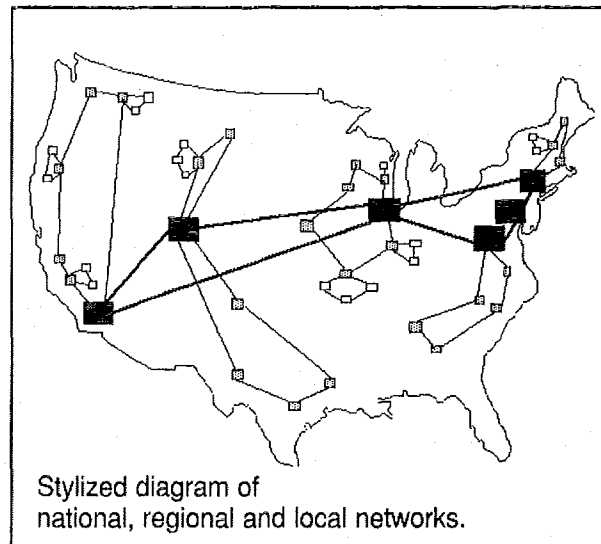 Stylized diagram of
national, regional and local networks.